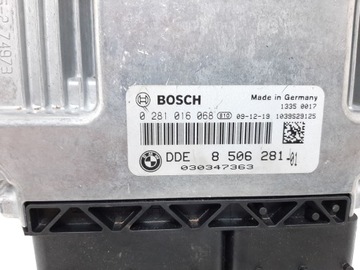 BOSCH
Made in Germany
1335 0017
0 281 016 068 09-12-19 1039S29125
DDE 8 506 281-01
030347363